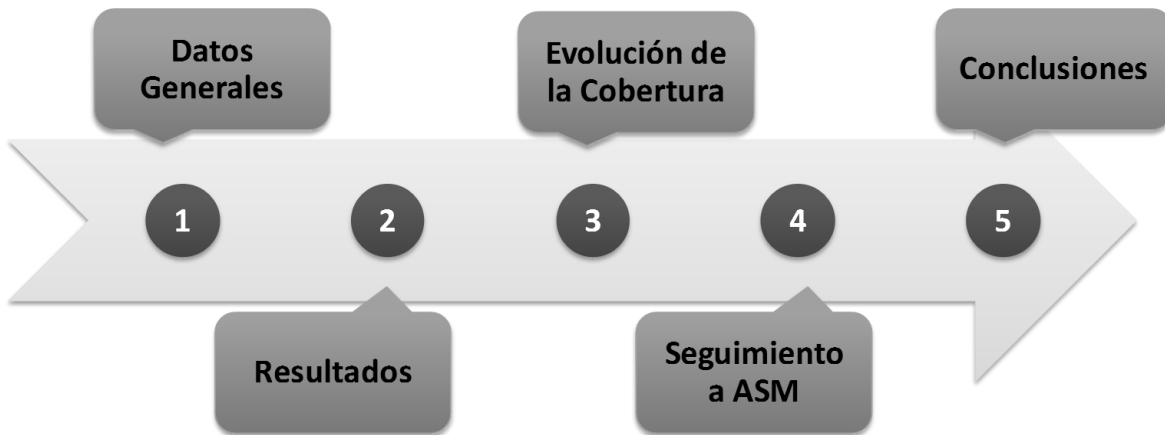 Datos
Generales
Evolución de
la Cobertura
Conclusiones
1
2
3
4
5
Resultados
Seguimiento
a ASM